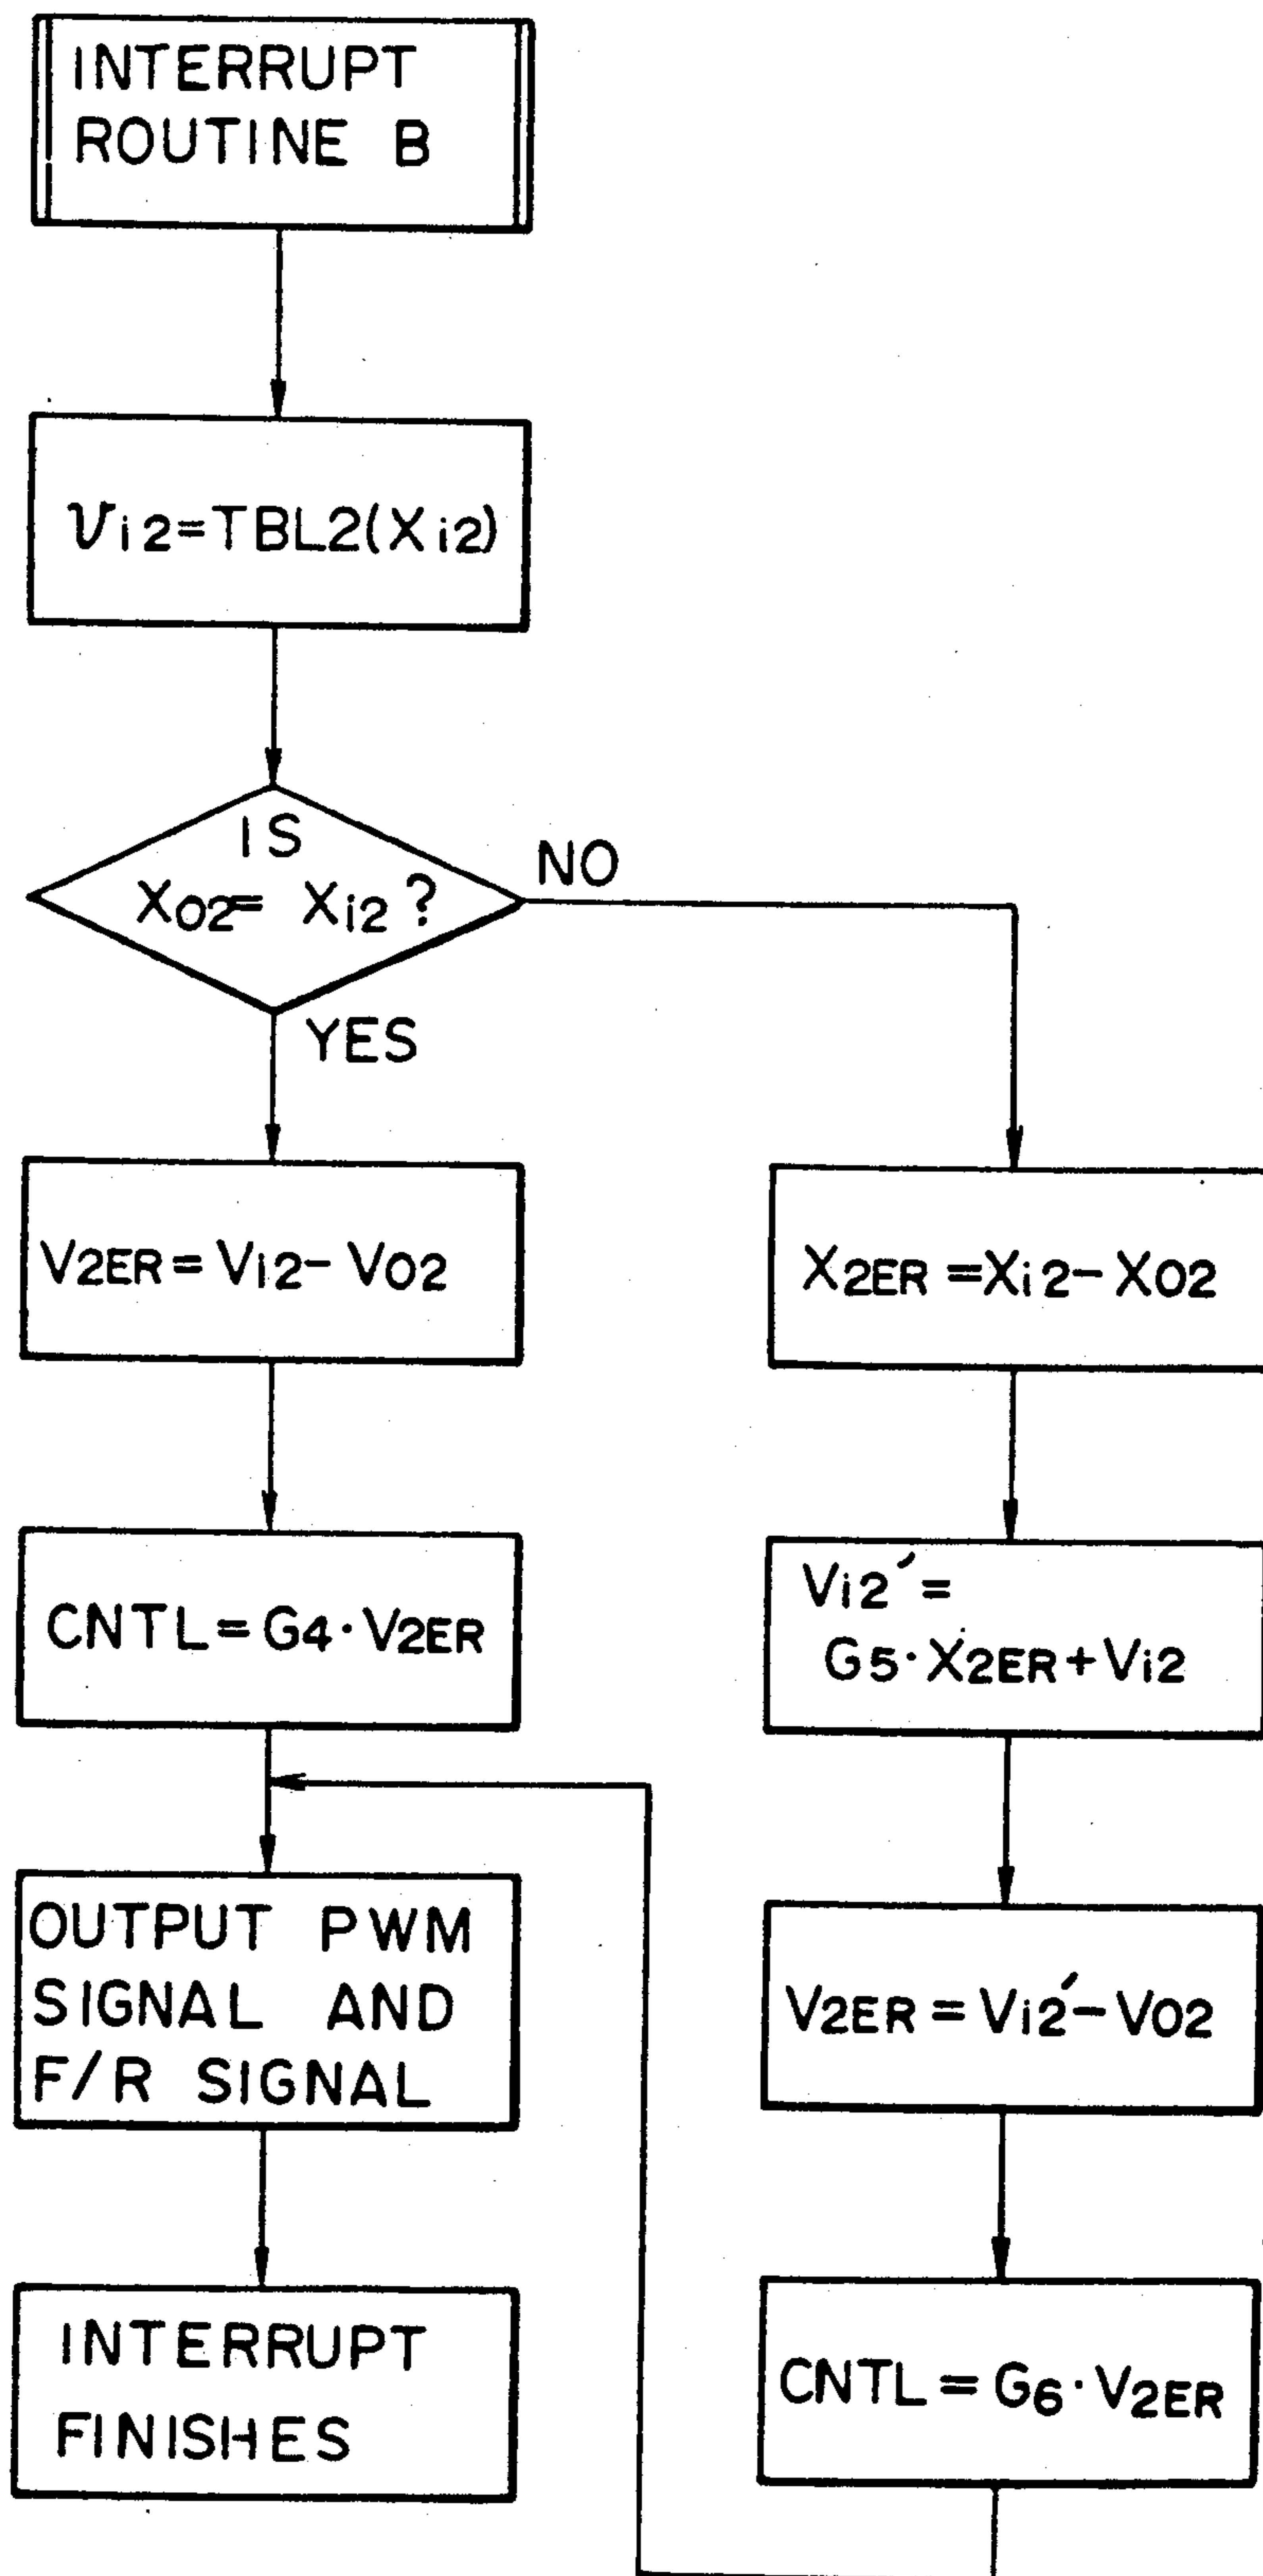 INTERRUPT
ROUTINE B
Vi2=TBL2(Xi2)
IS
XO2= Xi2 ?
NO
YES
V2ER=Vi2-VO2
CNTL=G4·V2ER
OUTPUT PWM
SIGNAL AND
F/R SIGNAL
INTERRUPT
FINISHES
X2ER=Xi2-XO2
Vi2′=
G5·X2ER+Vi2
V2ER=Vi2′-VO2
CNTL=G6·V2ER